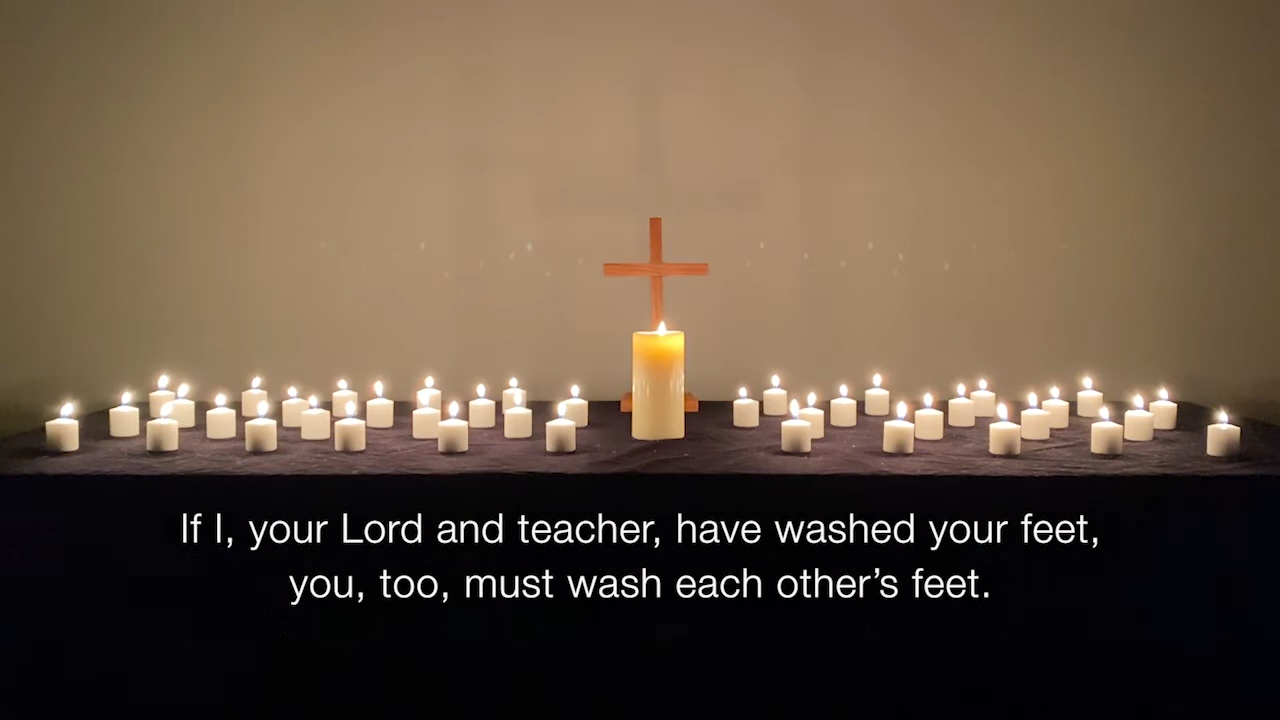 If I, your Lord and teacher, have washed your feet,
you, too, must wash each other’s feet.